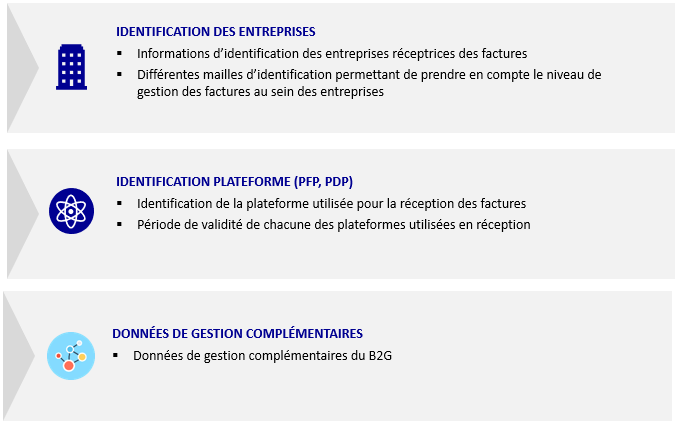 IDENTIFICATION DES ENTREPRISES
▪ Informations d’identification des entreprises réceptrices des factures
▪ Différentes mailles d’identification permettant de prendre en compte le niveau de
gestion des factures au sein des entreprises
IDENTIFICATION PLATEFORME (PFP, PDP)
▪ Identification de la plateforme utilisée pour la réception des factures
▪ Période de validité de chacune des plateformes utilisées en réception
DONNÉES DE GESTION COMPLÉMENTAIRES
▪ Données de gestion complémentaires du B2G